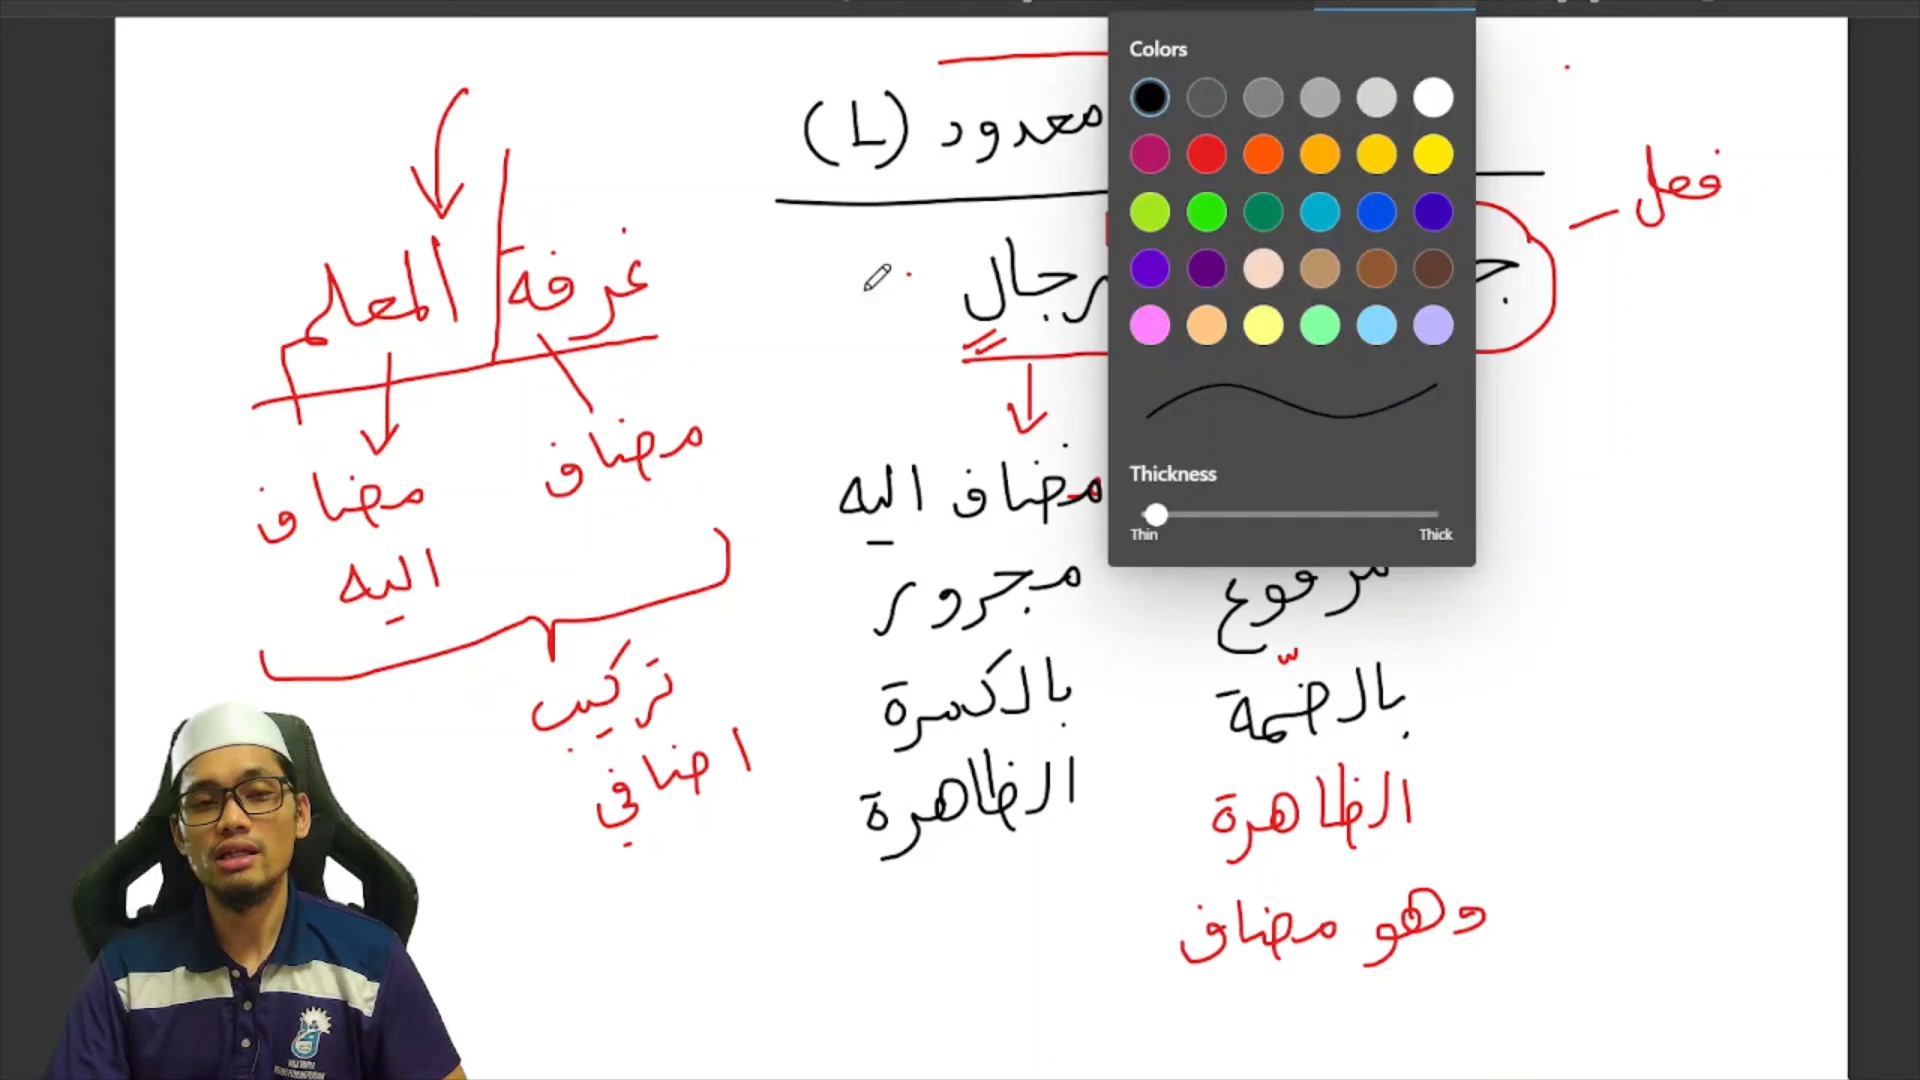 Colors
معدود (L)
فعل
رجال
غرفة المعلم
مضاف
مضاف
اليه
تركيب
اضافي
مضاف اليه
مجرور
بالكسرة
الظاهرة
Thickness
Thin Thick
مرفوع
بالضمّة
الظاهرة
وهو مضاف